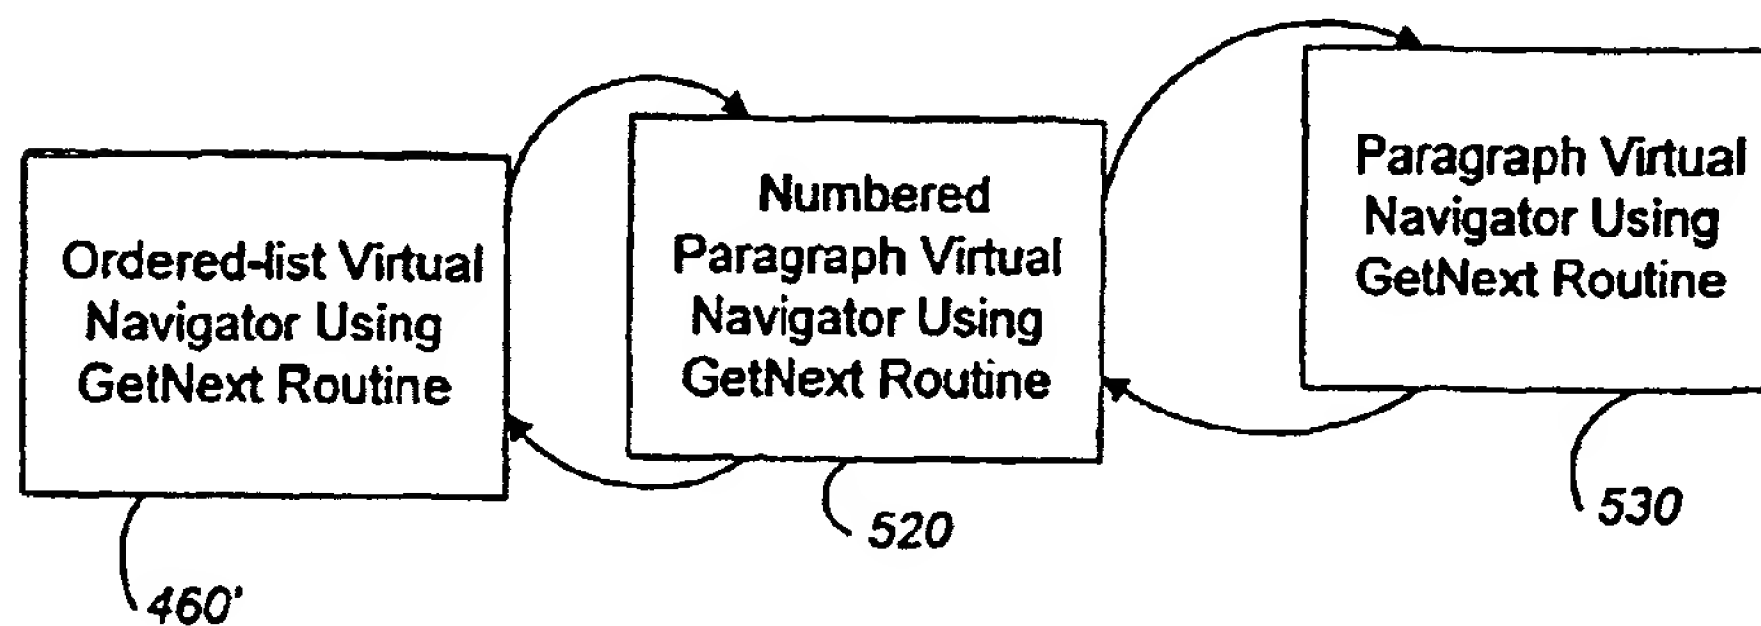 Ordered-list Virtual
Navigator Using
GetNext Routine
460'
Numbered
Paragraph Virtual
Navigator Using
GetNext Routine
520
Paragraph Virtual
Navigator Using
GetNext Routine
530